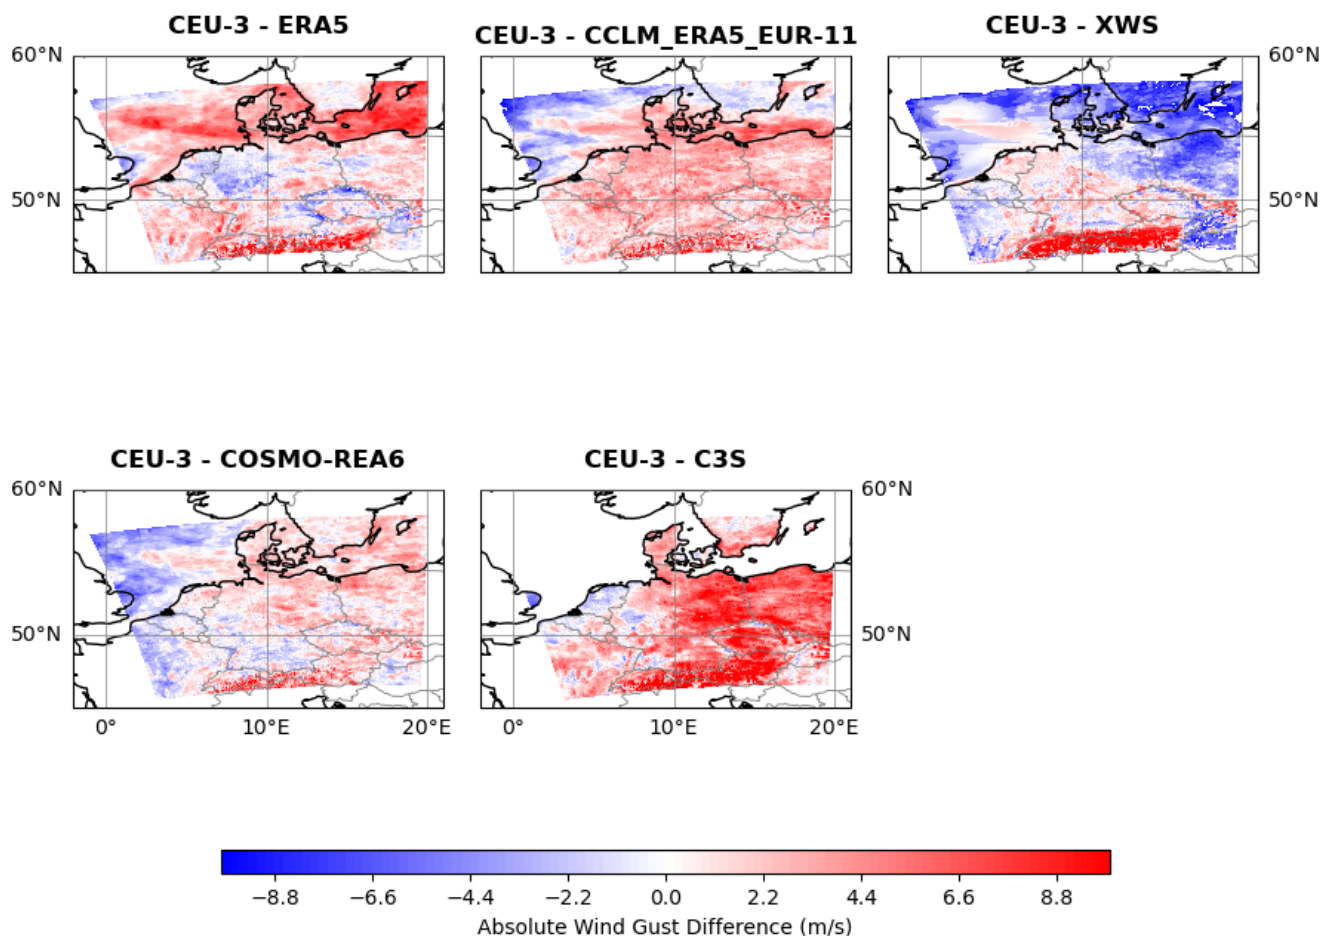 CEU-3 - ERA5
CEU-3 - CCLM_ERA5_EUR-11
CEU-3 - XWS
60°N
60°N
50°N
50°N
CEU-3 - COSMO-REA6
CEU-3 - C3S
60°N
60°N
50°N
50°N
0°
10°E
20°E
0°
10°E
20°E
−8.8
−6.6
−4.4
−2.2
0.0
2.2
4.4
6.6
8.8
Absolute Wind Gust Difference (m/s)